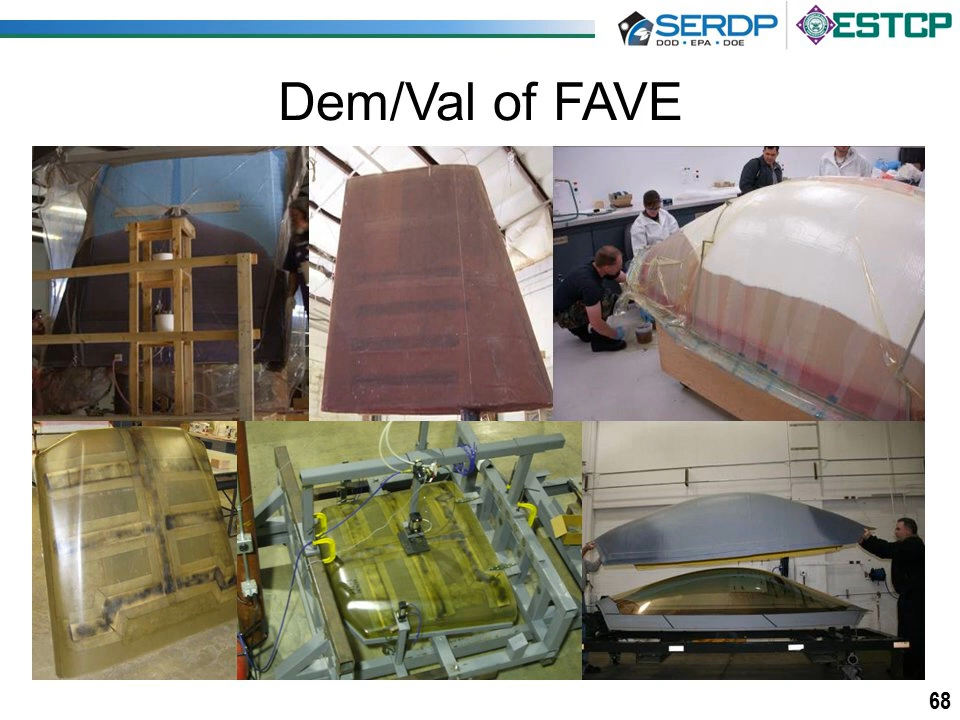 SERDP
DOD • EPA • DOE
ESTCP
Dem/Val of FAVE
68